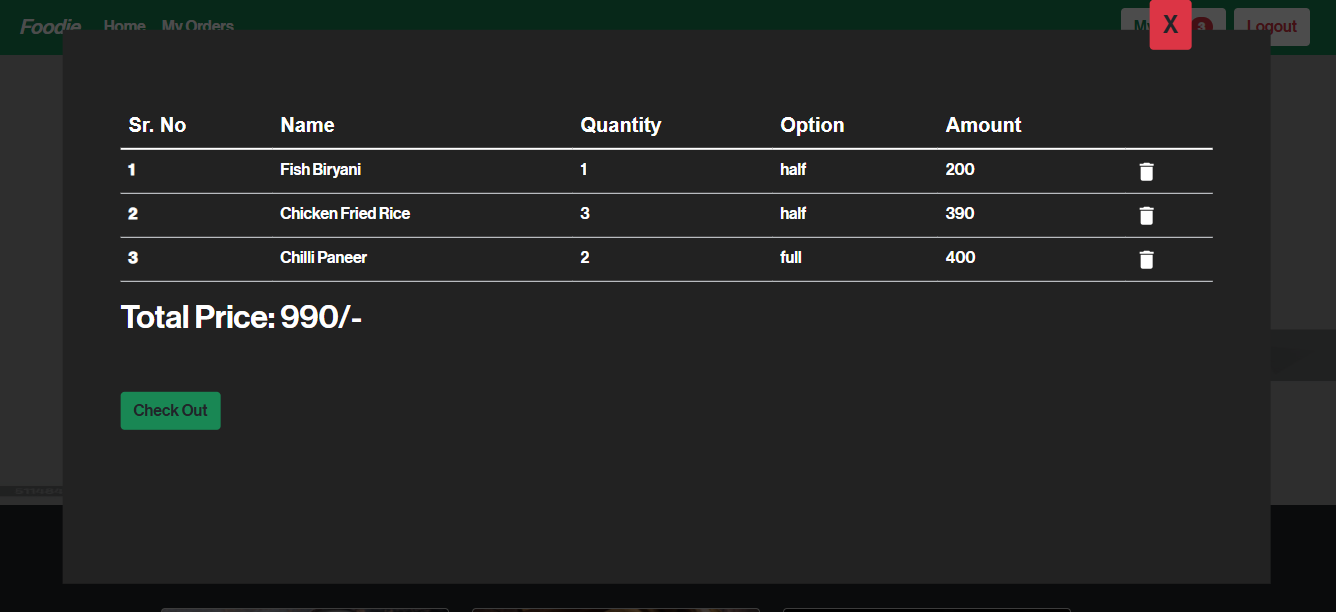 Foodie Home My Orders My X 3 Logout
Sr. No Name Quantity Option Amount
1 Fish Biryani 1 half 200
2 Chicken Fried Rice 3 half 390
3 Chilli Paneer 2 full 400
Total Price: 990/-
Check Out